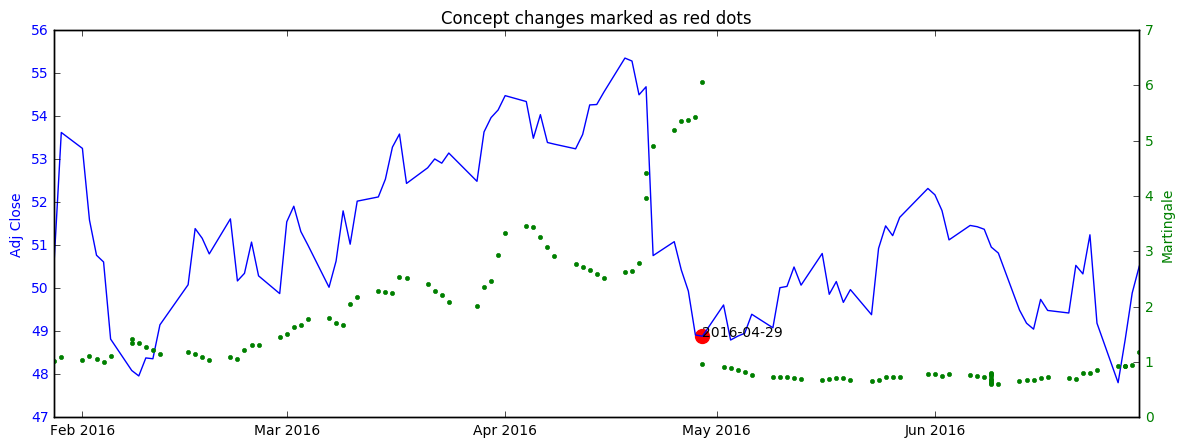 Concept changes marked as red dots
56
55
54
53
52
51
50
49
48
47
Adj Close
7
6
5
4
3
2
1
0
Martingale
2016-04-29
Feb 2016
Mar 2016
Apr 2016
May 2016
Jun 2016